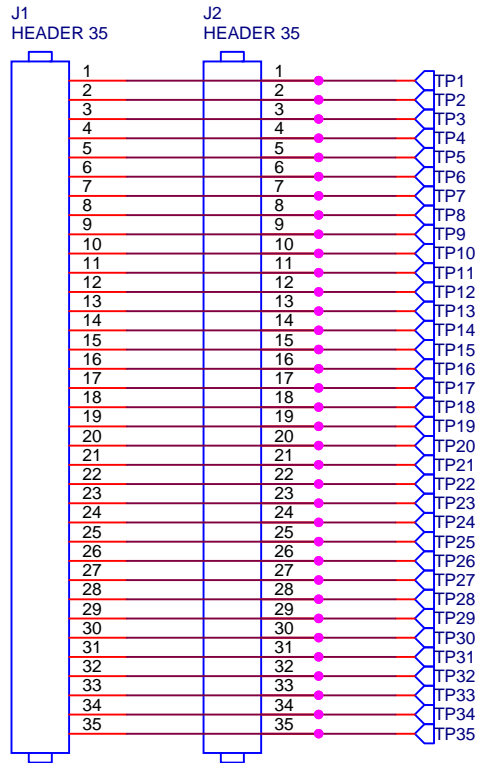 J1 J2
HEADER 35 HEADER 35
1 1 TP1
2 2 TP2
3 3 TP3
4 4 TP4
5 5 TP5
6 6 TP6
7 7 TP7
8 8 TP8
9 9 TP9
10 10 TP10
11 11 TP11
12 12 TP12
13 13 TP13
14 14 TP14
15 15 TP15
16 16 TP16
17 17 TP17
18 18 TP18
19 19 TP19
20 20 TP20
21 21 TP21
22 22 TP22
23 23 TP23
24 24 TP24
25 25 TP25
26 26 TP26
27 27 TP27
28 28 TP28
29 29 TP29
30 30 TP30
31 31 TP31
32 32 TP32
33 33 TP33
34 34 TP34
35 35 TP35